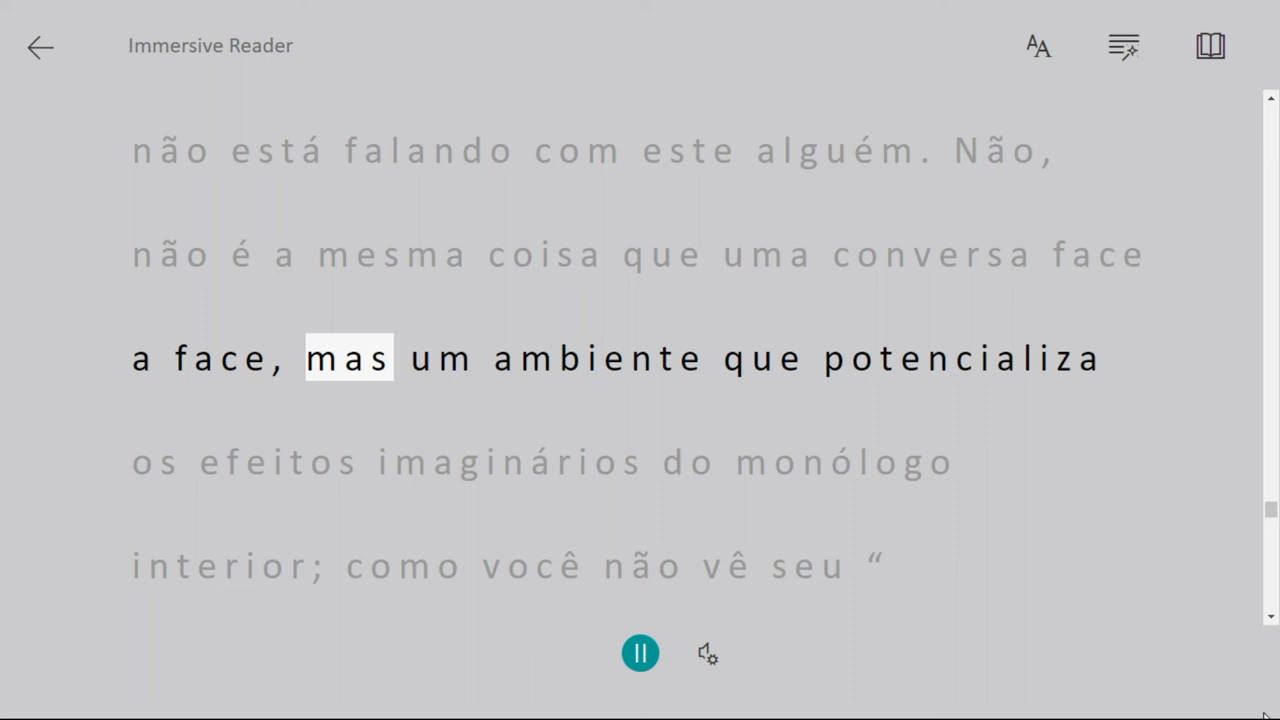 Immersive Reader
não está falando com este alguém. Não,
não é a mesma coisa que uma conversa face
a face, mas um ambiente que potencializa
os efeitos imaginários do monólogo
interior; como você não vê seu “